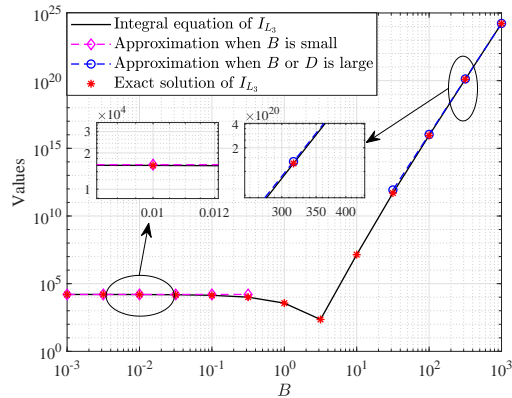 Integral equation of I_{L_3}
Approximation when B is small
Approximation when B or D is large
Exact solution of I_{L_3}
10^{25}
10^{20}
10^{15}
10^{10}
10^5
10^0
Values
×10^4
3
2
1
0.01 0.012
×10^{20}
4
2
300 360 400
10^{-3} 10^{-2} 10^{-1} 10^0 10^1 10^2 10^3
B